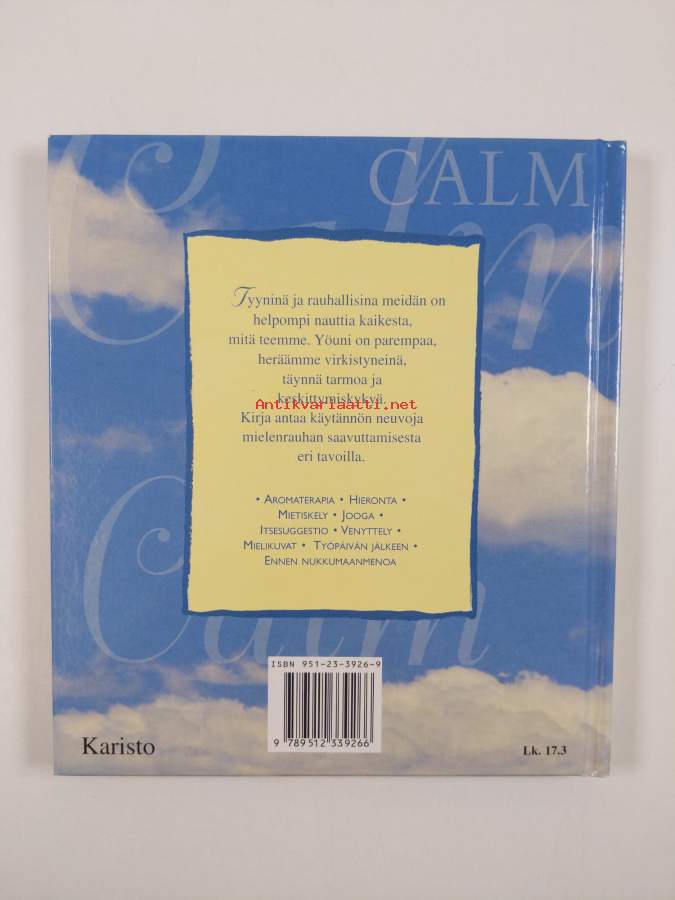 CALM
Calm
Tyyninä ja rauhallisina meidän on
helpompi nauttia kaikesta,
mitä teemme. Yöuni on parempaa,
heräämme virkistyneinä,
täynnä tarmoa ja
keskittymiskykyä.
Antikvariaatti.net
Kirja antaa käytännön neuvoja
mielenrauhan saavuttamisesta
eri tavoilla.
• AROMATERAPIA • HIERONTA •
MIETISKELY • JOOGA •
ITSESUGGESTIO • VENYTTELY •
MIELIKUVAT • TYÖPÄIVÄN JÄLKEEN •
ENNEN NUKKUMAANMENOA
Calm
ISBN 951-23-3926-9
9 789512 339266
Karisto
Lk. 17.3